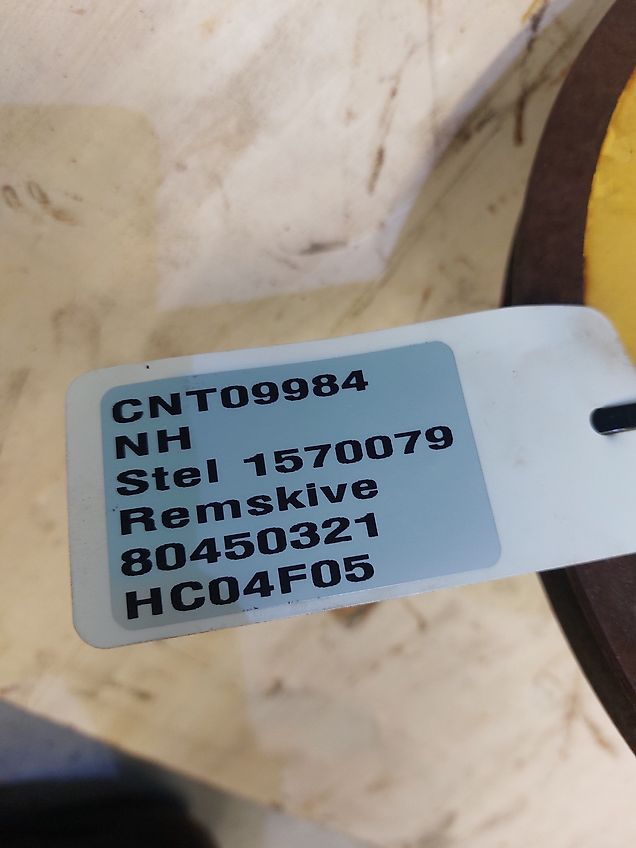 CNT09984
NH
Stel 1570079
Remskive
80450321
HC04F05